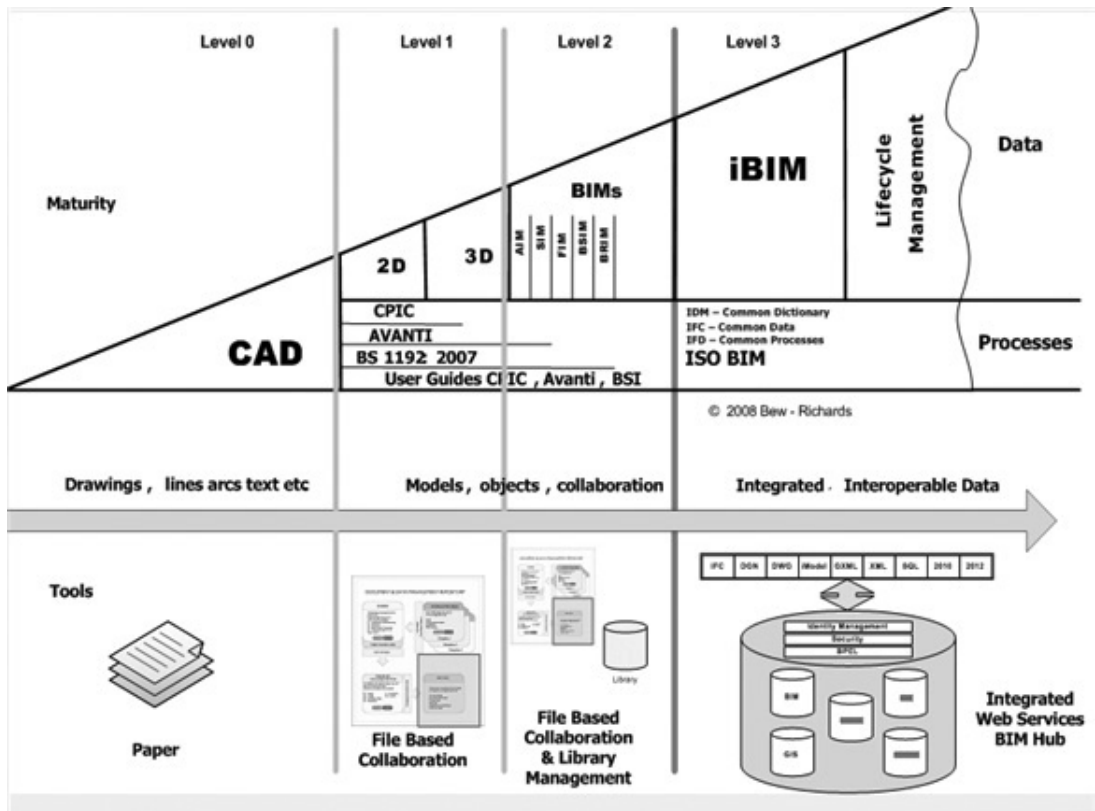 Level 0
Level 1
Level 2
Level 3
Maturity
CAD
2D
3D
BIMs
AIM
SIM
FIM
BSIM
BRIM
iBIM
Lifecycle
Management
Data
CPIC
AVANTI
BS 1192: 2007
User Guides CPIC , Avanti , BSI
IDM – Common Dictionary
IFC – Common Data
IFD – Common Processes
ISO BIM
Processes
© 2008 Bew - Richards
Drawings , lines arcs text etc
Models, objects , collaboration
Integrated , Interoperable Data
Tools
Paper
File Based
Collaboration
Library
File Based
Collaboration
& Library
Management
IFC
DGN
DWG
iModel
GXML
XML
SQL
2010
2012
Identity Management
Security
BPEL
BIM
GIS
Integrated
Web Services
BIM Hub